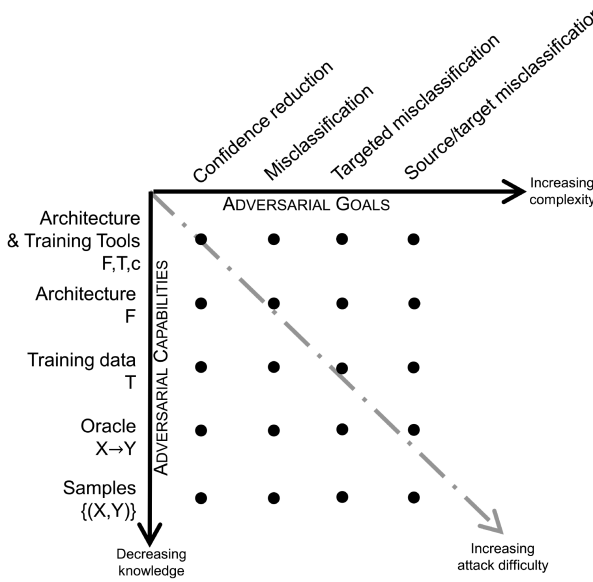 Confidence reduction
Misclassification
Targeted misclassification
Source/target misclassification
Increasing
complexity
ADVERSARIAL GOALS
Architecture
& Training Tools
F,T,c
Architecture
F
Training data
T
Oracle
X→Y
Samples
{(X,Y)}
ADVERSARIAL CAPABILITIES
Decreasing
knowledge
Increasing
attack difficulty